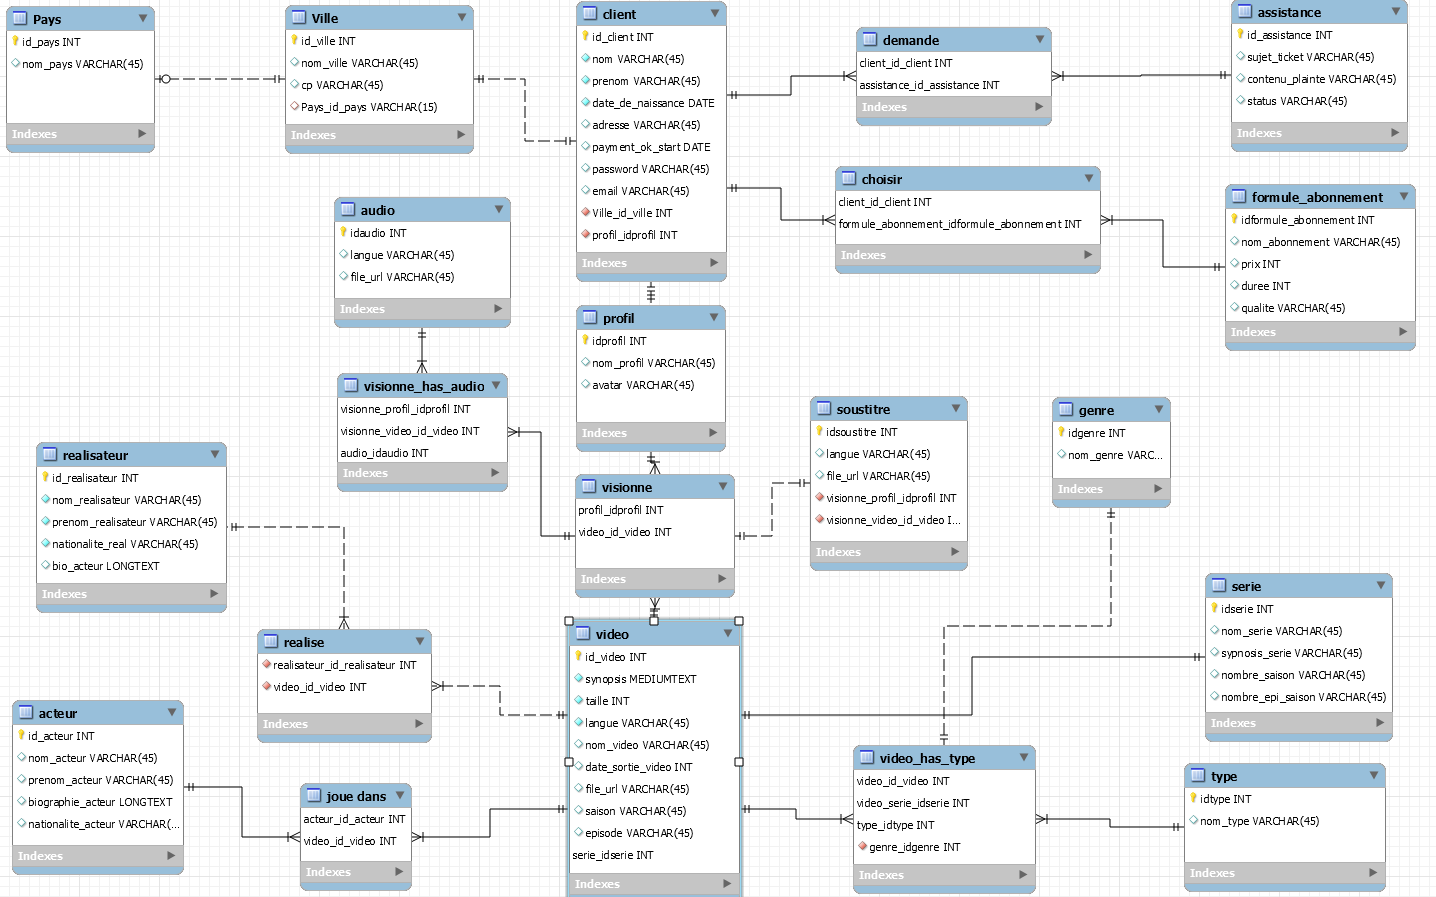 Pays
id_pays INT
nom_pays VARCHAR(45)
Indexes
Ville
id_ville INT
nom_ville VARCHAR(45)
cp VARCHAR(45)
Pays_id_pays VARCHAR(15)
Indexes
client
id_client INT
nom VARCHAR(45)
prenom VARCHAR(45)
date_de_naissance DATE
adresse VARCHAR(45)
payment_ok_start DATE
password VARCHAR(45)
email VARCHAR(45)
Ville_id_ville INT
profil_idprofil INT
Indexes
demande
client_id_client INT
assistance_id_assistance INT
Indexes
assistance
id_assistance INT
sujet_ticket VARCHAR(45)
contenu_plainte VARCHAR(45)
status VARCHAR(45)
Indexes
choisir
client_id_client INT
formule_abonnement_idformule_abonnement INT
Indexes
formule_abonnement
idformule_abonnement INT
nom_abonnement VARCHAR(45)
prix INT
duree INT
qualite VARCHAR(45)
Indexes
audio
idaudio INT
langue VARCHAR(45)
file_url VARCHAR(45)
Indexes
profil
idprofil INT
nom_profil VARCHAR(45)
avatar VARCHAR(45)
Indexes
visionne_has_audio
visionne_profil_idprofil INT
visionne_video_id_video INT
audio_idaudio INT
Indexes
soustitre
idsoustitre INT
langue VARCHAR(45)
file_url VARCHAR(45)
visionne_profil_idprofil INT
visionne_video_id_video I...
Indexes
genre
idgenre INT
nom_genre VARC...
Indexes
realisateur
id_realisateur INT
nom_realisateur VARCHAR(45)
prenom_realisateur VARCHAR(45)
nationalite_real VARCHAR(45)
bio_acteur LONGTEXT
Indexes
visionne
profil_idprofil INT
video_id_video INT
Indexes
serie
idserie INT
nom_serie VARCHAR(45)
sypnosis_serie VARCHAR(45)
nombre_saison VARCHAR(45)
nombre_epi_saison VARCHAR(45)
Indexes
realise
realisateur_id_realisateur INT
video_id_video INT
Indexes
video
id_video INT
synopsis MEDIUMTEXT
taille INT
langue VARCHAR(45)
nom_video VARCHAR(45)
date_sortie_video INT
file_url VARCHAR(45)
saison VARCHAR(45)
episode VARCHAR(45)
serie_idserie INT
Indexes
acteur
id_acteur INT
nom_acteur VARCHAR(45)
prenom_acteur VARCHAR(45)
biographie_acteur LONGTEXT
nationalite_acteur VARCHAR(...
Indexes
joue dans
acteur_id_acteur INT
video_id_video INT
Indexes
video_has_type
video_id_video INT
video_serie_idserie INT
type_idtype INT
genre_idgenre INT
Indexes
type
idtype INT
nom_type VARCHAR(45)
Indexes